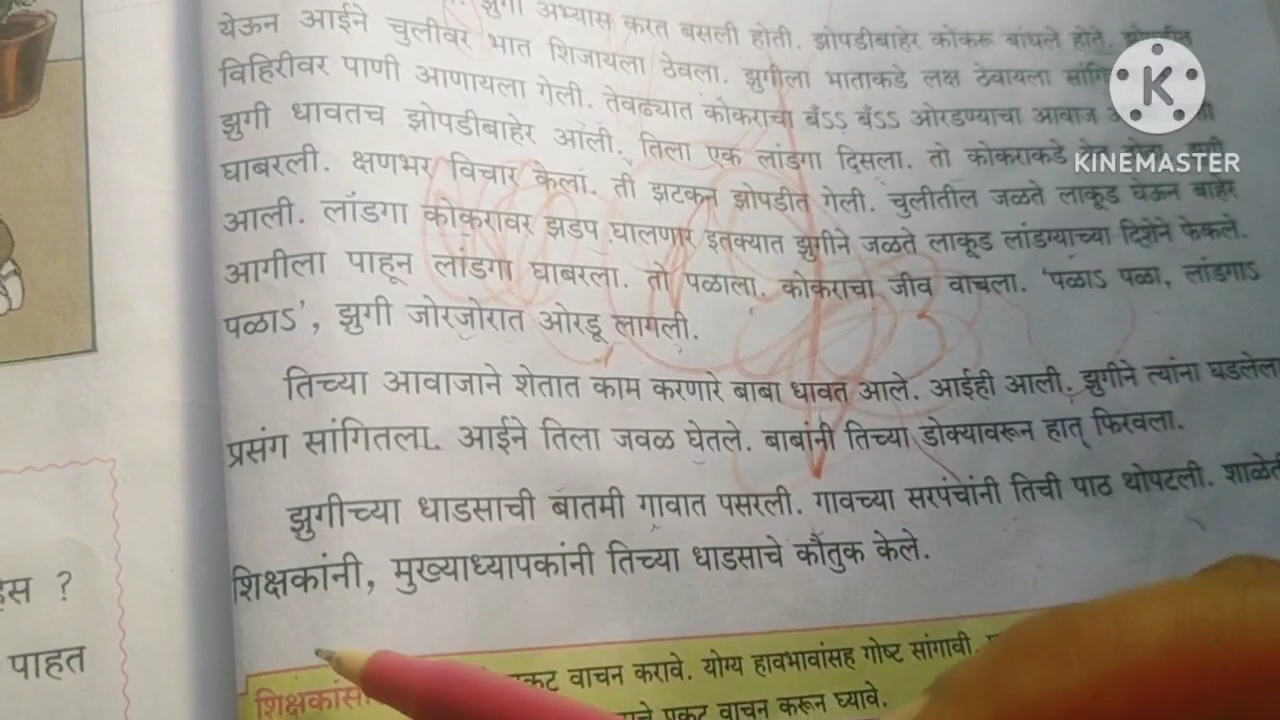 झुगी अभ्यास करत बसली होती. झोपडीबाहेर कोकरू बांधले होते.
येऊन आईने चुलीवर भात शिजायला ठेवला. झुगीला भाताकडे लक्ष ठेवायला
विहिरीवर पाणी आणायला गेली. तेवढ्यात कोकराचा बँऽऽ बँऽऽ ओरडण्याचा आवाज
झुगी धावतच झोपडीबाहेर आली. तिला एक लांडगा दिसला. तो कोकराकडे
घाबरली. क्षणभर विचार केला. ती झटकन झोपडीत गेली. चुलीतील जळते लाकूड घेऊन बाहेर
आली. लांडगा कोकरावर झडप घालणार इतक्यात झुगीने जळते लाकूड लांडग्याच्या दिशेने फेकले.
आगीला पाहून लांडगा घाबरला. तो पळाला. कोकराचा जीव वाचला. 'पळाऽ पळा, लांडगाऽ
पळाऽ', झुगी जोरजोरात ओरडू लागली.
तिच्या आवाजाने शेतात काम करणारे बाबा धावत आले. आईही आली. झुगीने त्यांना घडलेला
प्रसंग सांगितला. आईने तिला जवळ घेतले. बाबांनी तिच्या डोक्यावरून हात फिरवला.
झुगीच्या धाडसाची बातमी गावात पसरली. गावच्या सरपंचांनी तिची पाठ थोपटली.
शिक्षकांनी, मुख्याध्यापकांनी तिच्या धाडसाचे कौतुक केले.
वाचन करावे. योग्य हावभावांसह गोष्ट सांगावी.
प्रकट वाचन करून घ्यावे.
?
पाहत
K
KINEMASTER